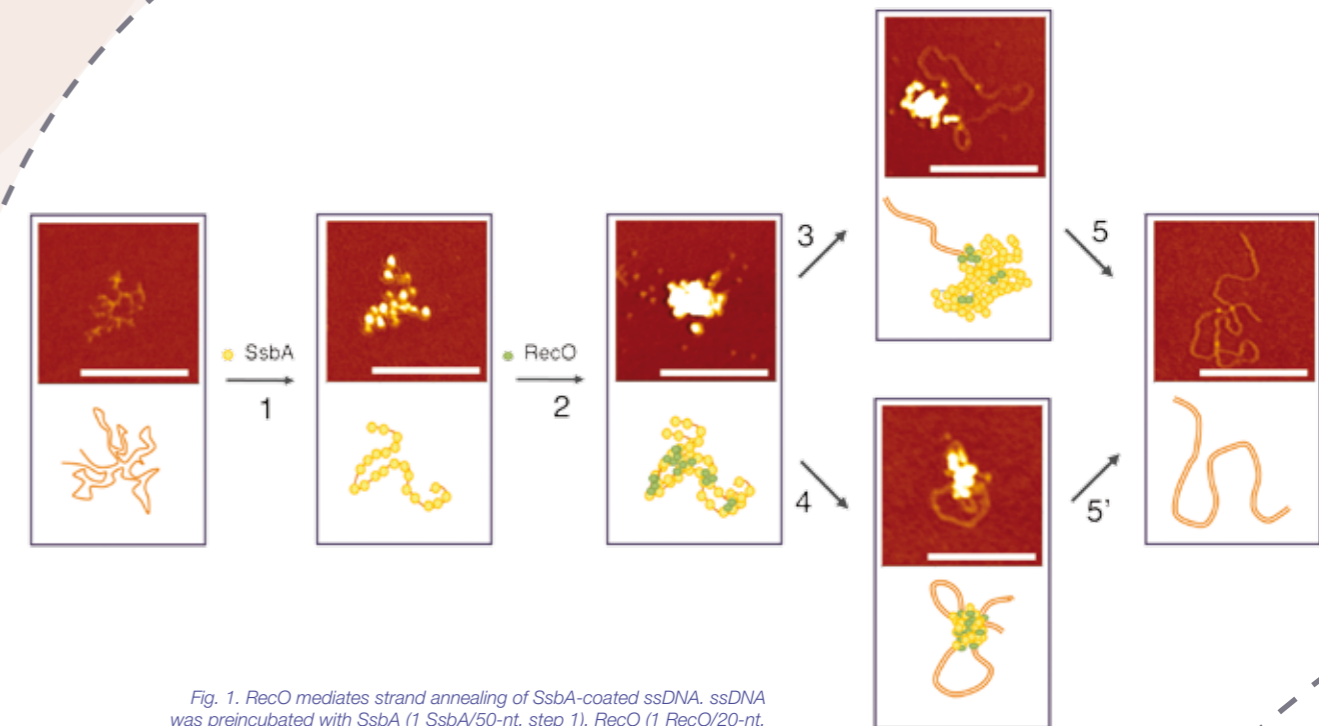 SsbA
1
RecO
2
3
4
5
5'
Fig. 1. RecO mediates strand annealing of SsbA-coated ssDNA. ssDNA
was preincubated with SsbA (1 SsbA/50-nt, step 1). RecO (1 RecO/20-nt,